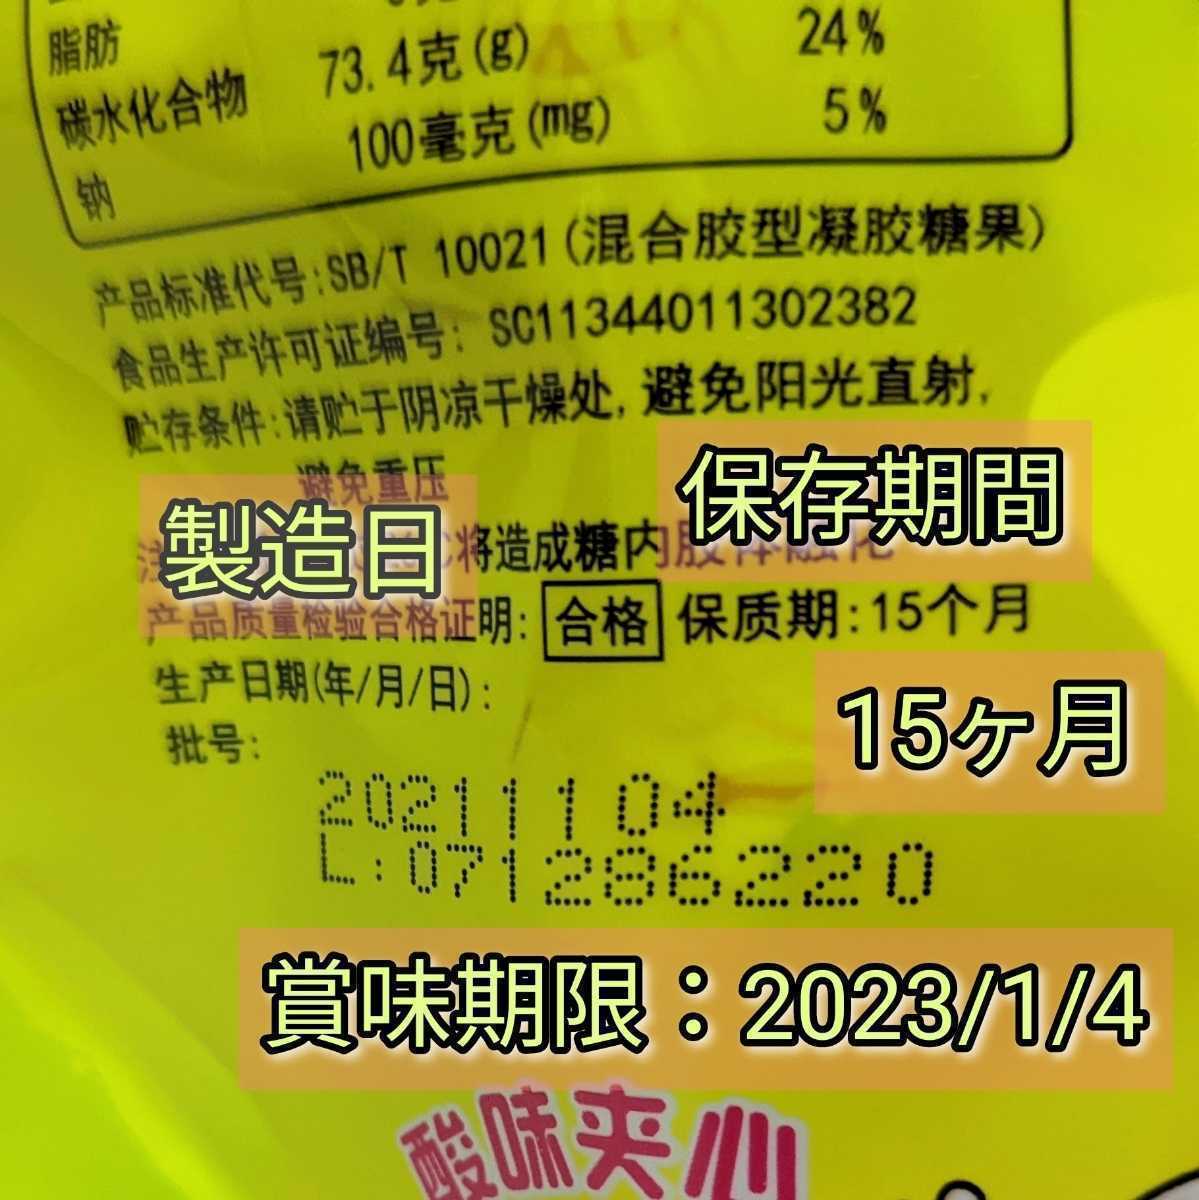 脂肪
24%
73.4克(g)
碳水化合物
5%
100毫克(mg)
钠
产品标准代号:SB/T 10021(混合胶型凝胶糖果)
食品生产许可证编号: SC11344011302382
贮存条件:请贮于阴凉干燥处,避免阳光直射,
避免重压
保存期間
製造日
将造成糖内胶体融化
产品质量检验合格证明: 合格 保质期:15个月
生产日期(年/月/日):
15ヶ月
批号:
20211104
L:071286220
賞味期限：2023/1/4
酸味夹心